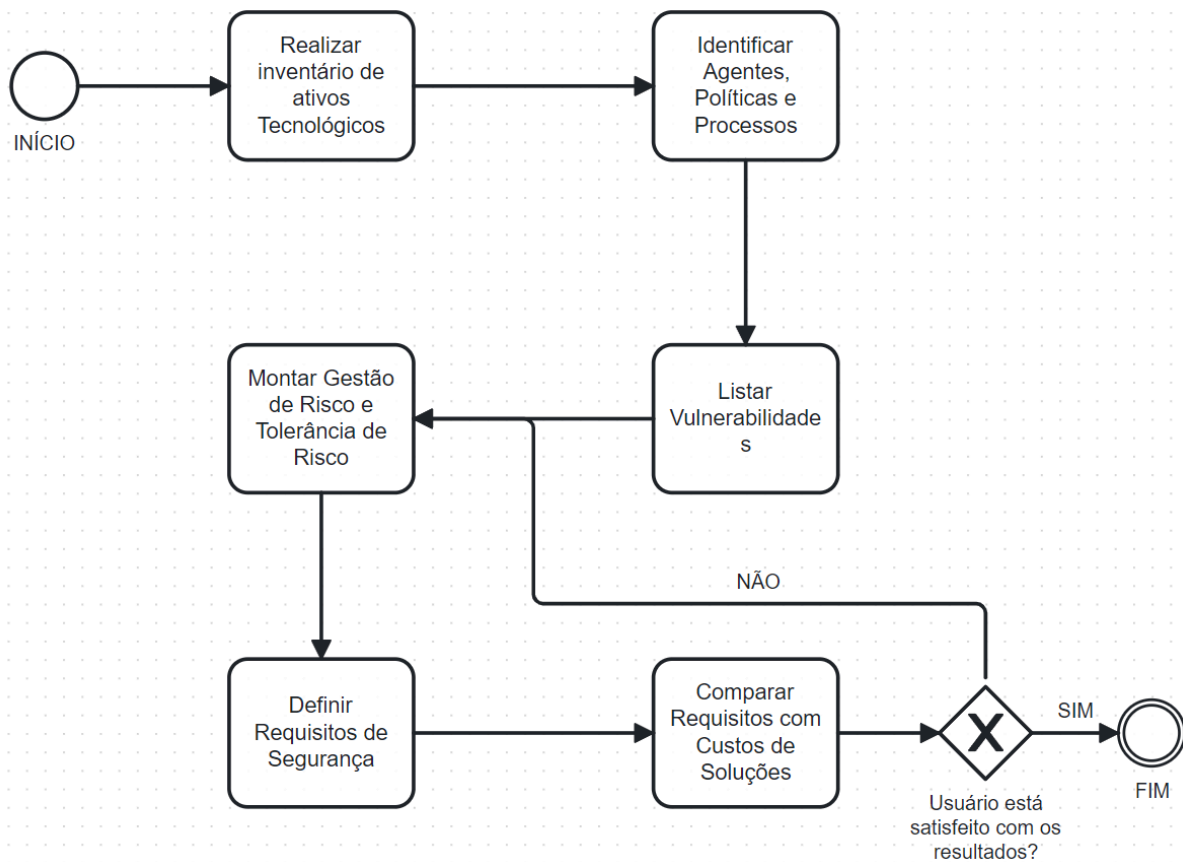 INÍCIO
Realizar
inventário de
ativos
Tecnológicos
Identificar
Agentes,
Políticas e
Processos
Listar
Vulnerabilidade
s
Montar Gestão
de Risco e
Tolerância de
Risco
NÃO
Definir
Requisitos de
Segurança
Comparar
Requisitos com
Custos de
Soluções
X
Usuário está
satisfeito com os
resultados?
SIM
FIM